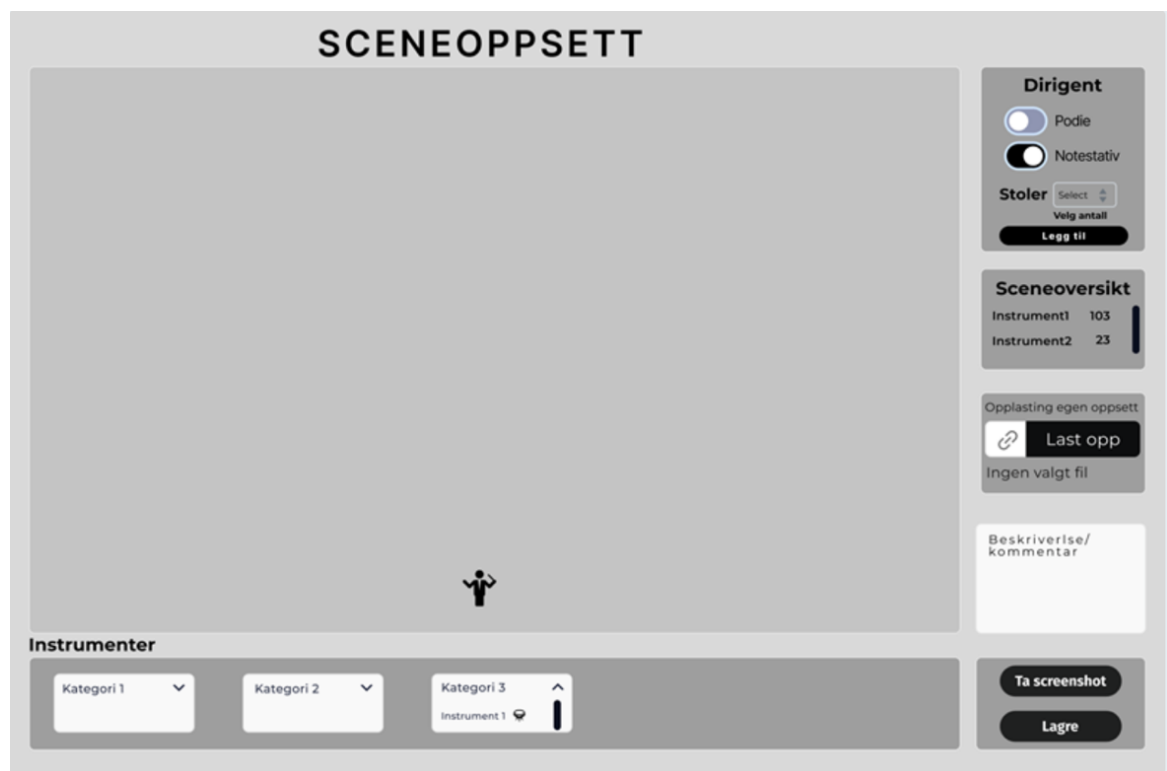 SCENEOPPSETT
Dirigent
Podie
Notestativ
Stoler Select
Velg antall
Legg til
Sceneoversikt
Instrument1 103
Instrument2 23
Opplasting egen oppsett
Last opp
Ingen valgt fil
Beskriverlse/
kommentar
Instrumenter
Kategori 1
Kategori 2
Kategori 3
Instrument 1
Ta screenshot
Lagre